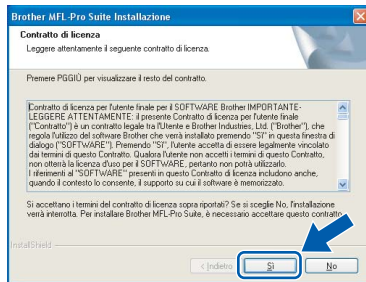 Brother MFL-Pro Suite Installazione
Contratto di licenza
Leggere attentamente il seguente contratto di licenza.
Premere PGGIÙ per visualizzare il resto del contratto.
Contratto di licenza per l'utente finale per il SOFTWARE Brother IMPORTANTE-
LEGGERE ATTENTAMENTE: il presente Contratto di licenza per l'utente finale
("Contratto") è un contratto legale tra l'Utente e Brother Industries, Ltd. ("Brother"), che
regola l'utilizzo del software Brother che verrà installato premendo "SI" in questa finestra di
dialogo ("SOFTWARE"). Premendo "SI", l'utente accetta di essere legalmente vincolato
dai termini di questo Contratto. Qualora l'utente non accetti i termini di questo Contratto,
non otterrà la licenza d'uso per il SOFTWARE, pertanto non potrà utilizzarlo.
I riferimenti al "SOFTWARE" presenti in questo Contratto di licenza includono anche,
quando il contesto lo consente, il supporto su cui il software è memorizzato.
Si accettano i termini del contratto di licenza sopra riportati? Se si sceglie No, l'installazione
verrà interrotta. Per installare Brother MFL-Pro Suite, è necessario accettare questo contratto.
InstallShield
< Indietro
Sì
No